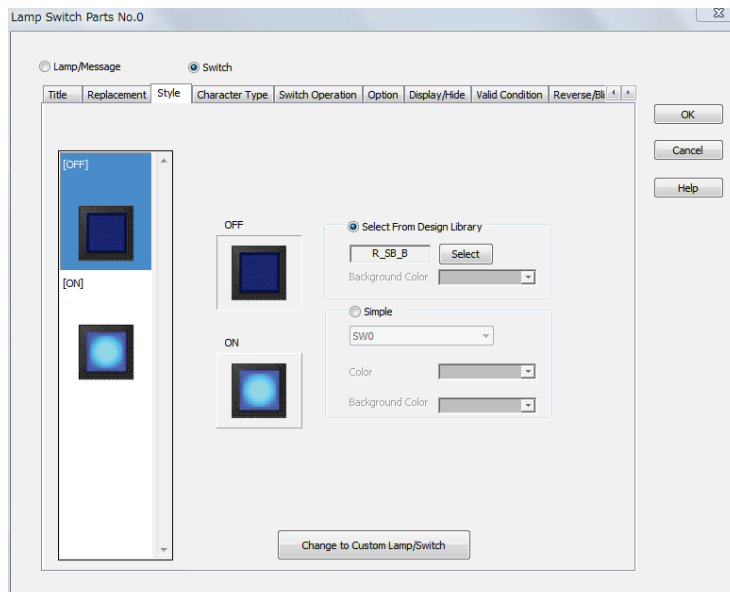 Lamp Switch Parts No.0
Lamp/Message
Switch
Title
Replacement
Style
Character Type
Switch Operation
Option
Display/Hide
Valid Condition
Reverse/Bli
OK
Cancel
Help
[OFF]
[ON]
OFF
ON
Select From Design Library
R_SB_B
Select
Background Color
Simple
SW0
Color
Background Color
Change to Custom Lamp/Switch